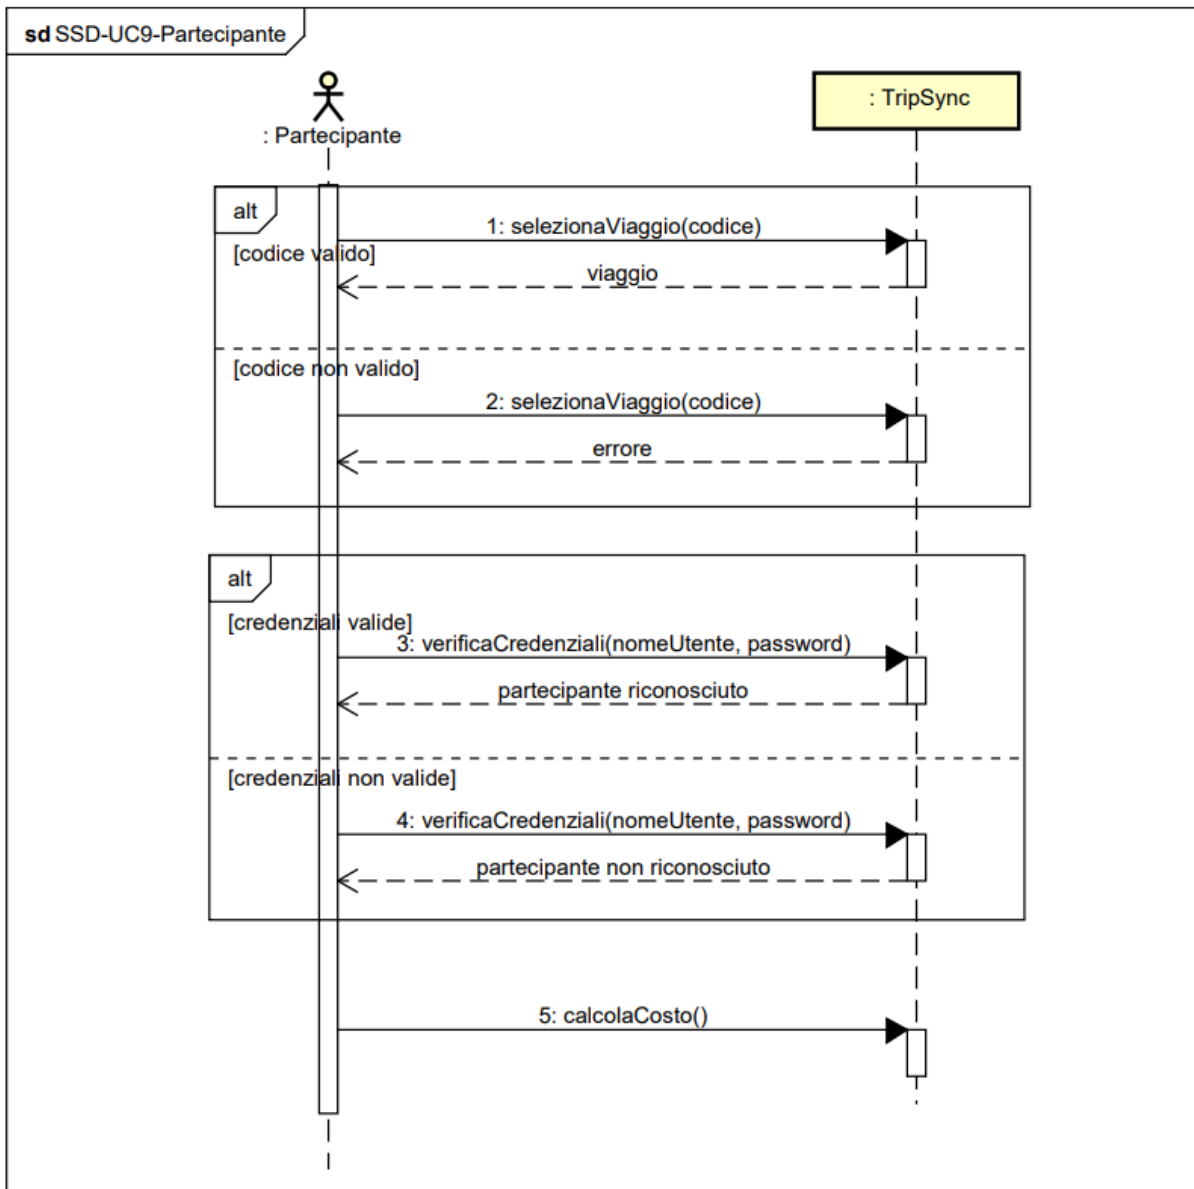 sd SSD-UC9-Partecipante
: Partecipante
: TripSync
alt
1: selezionaViaggio(codice)
[codice valido]
viaggio
[codice non valido]
2: selezionaViaggio(codice)
errore
alt
[credenziali valide]
3: verificaCredenziali(nomeUtente, password)
partecipante riconosciuto
[credenziali non valide]
4: verificaCredenziali(nomeUtente, password)
partecipante non riconosciuto
5: calcolaCosto()